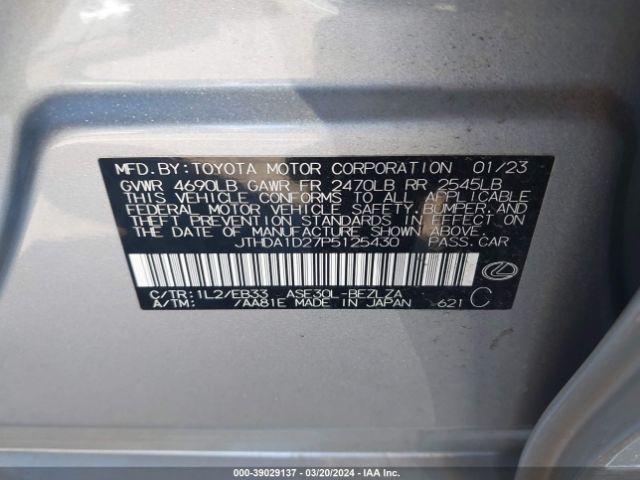 MFD.BY:TOYOTA MOTOR CORPORATION 01/23
GVWR 4690LB GAWR FR 2470LB RR 2545LB
THIS VEHICLE CONFORMS TO ALL APPLICABLE
FEDERAL MOTOR VEHICLE SAFETY, BUMPER, AND
THEFT PREVENTION STANDARDS IN EFFECT ON
THE DATE OF MANUFACTURE SHOWN ABOVE.
JTHDA1D27P5125430 PASS.CAR
C/TR:1L2/EB33 ASE30L-BEZLZA
A/TM: 7AA81E MADE IN JAPAN 621 C
000-39029137 - 03/20/2024 - IAA Inc.